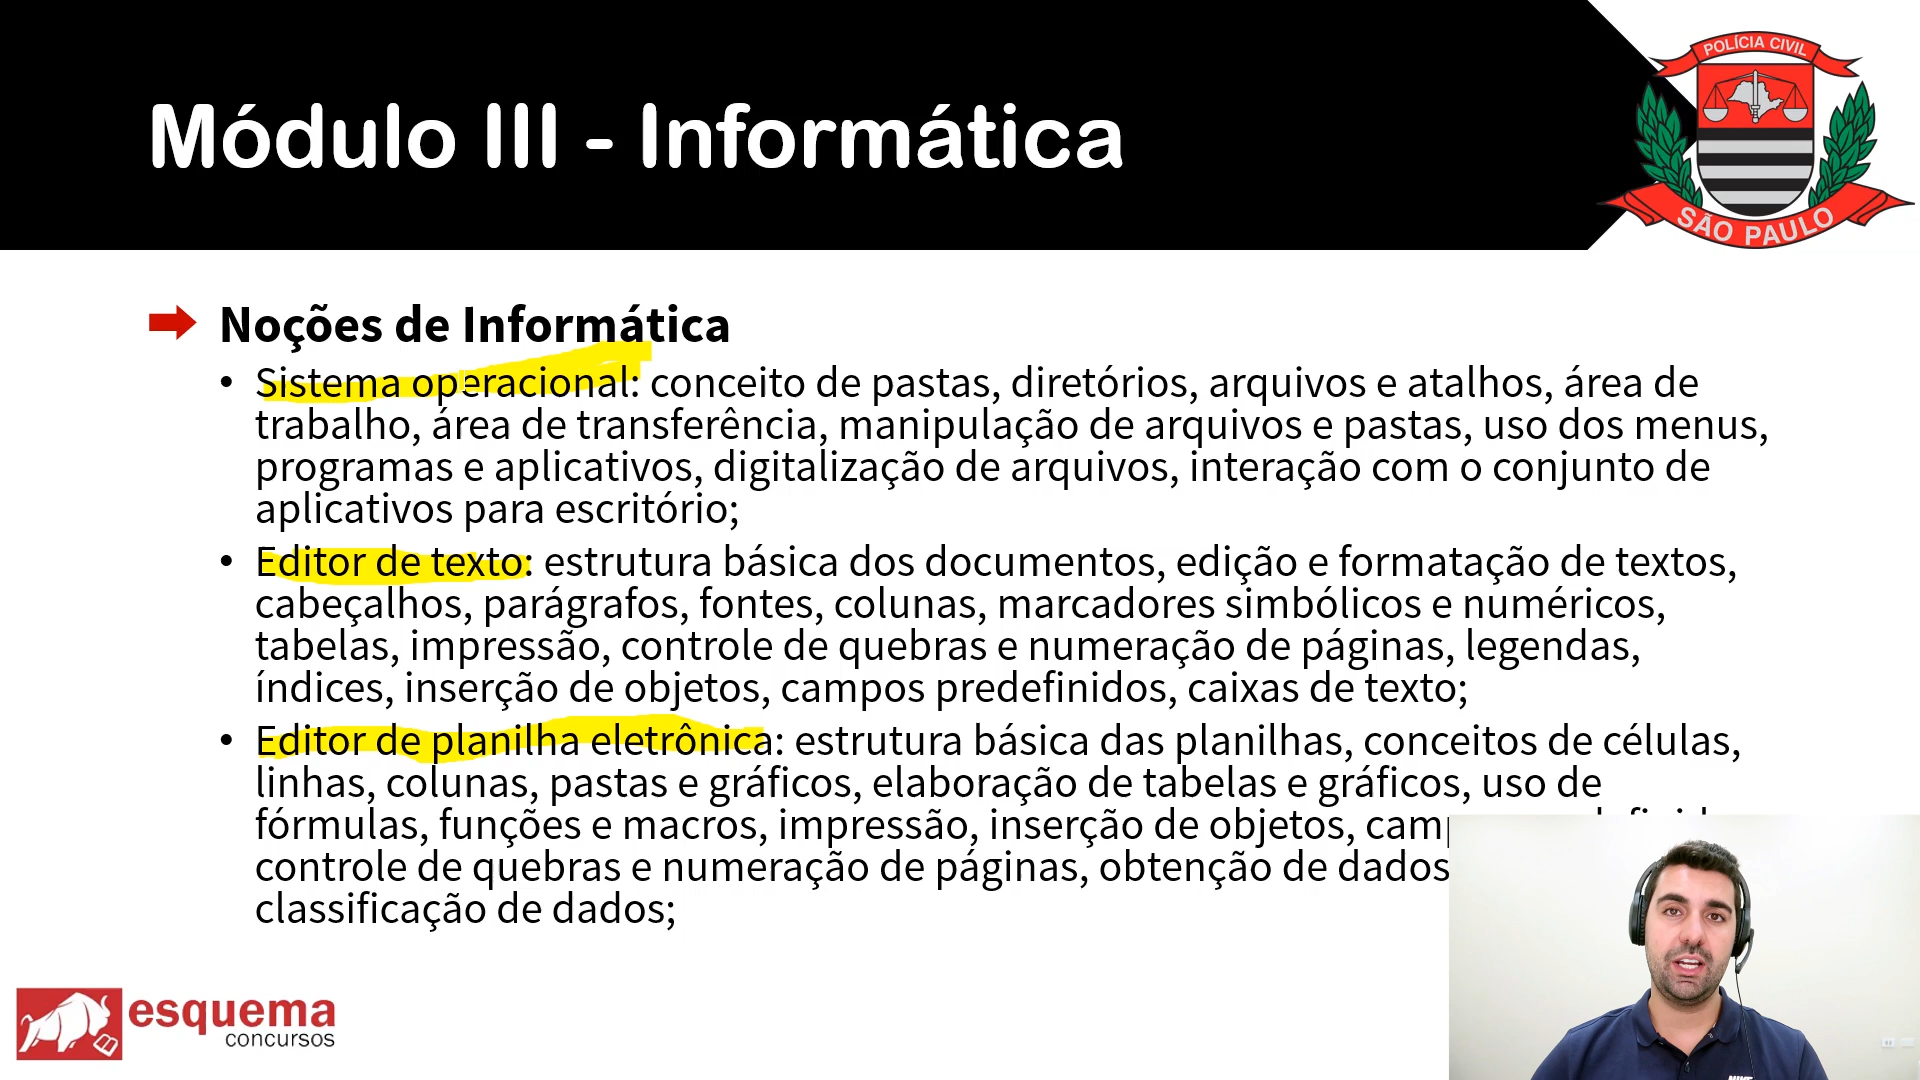 POLÍCIA CIVIL
Módulo III - Informática
SÃO PAULO
Noções de Informática
• Sistema operacional: conceito de pastas, diretórios, arquivos e atalhos, área de
trabalho, área de transferência, manipulação de arquivos e pastas, uso dos menus,
programas e aplicativos, digitalização de arquivos, interação com o conjunto de
aplicativos para escritório;
• Editor de texto: estrutura básica dos documentos, edição e formatação de textos,
cabeçalhos, parágrafos, fontes, colunas, marcadores simbólicos e numéricos,
tabelas, impressão, controle de quebras e numeração de páginas, legendas,
índices, inserção de objetos, campos predefinidos, caixas de texto;
• Editor de planilha eletrônica: estrutura básica das planilhas, conceitos de células,
linhas, colunas, pastas e gráficos, elaboração de tabelas e gráficos, uso de
fórmulas, funções e macros, impressão, inserção de objetos,
controle de quebras e numeração de páginas, obtenção de dados
classificação de dados;
esquema
concursos